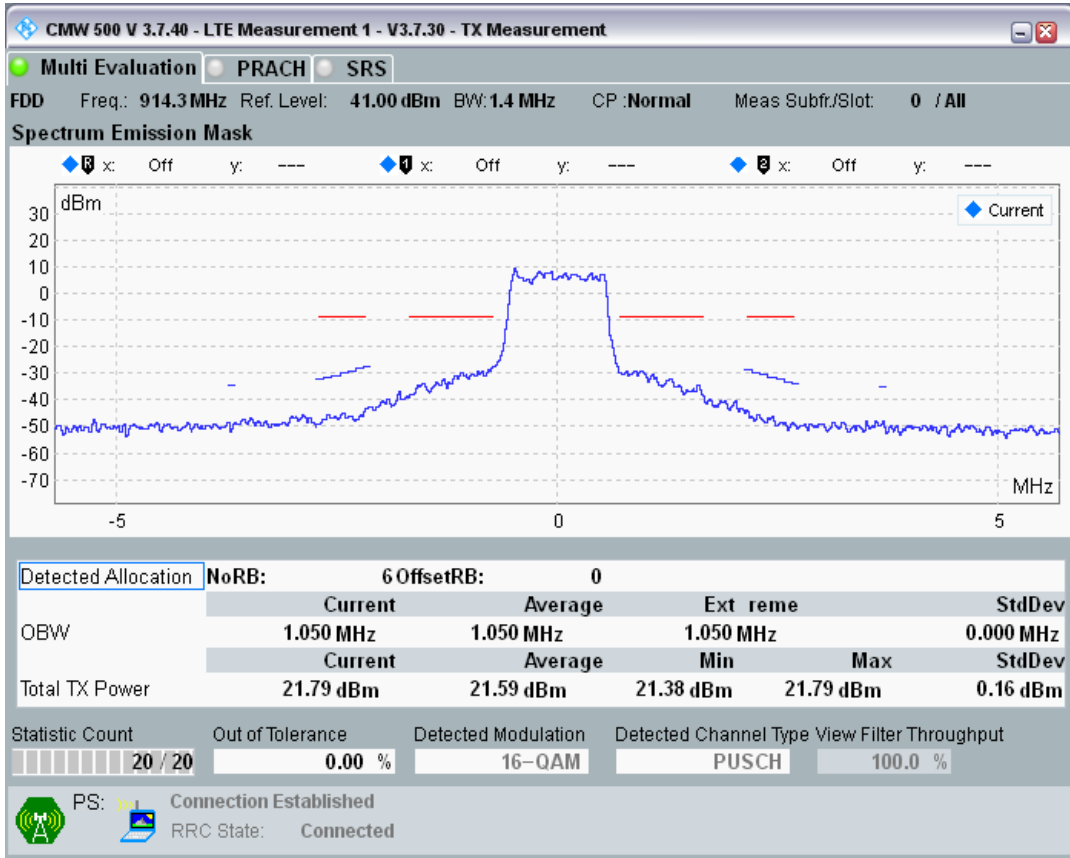 CMW 500 V 3.7.40 - LTE Measurement 1 - V3.7.30 - TX Measurement
Multi Evaluation PRACH SRS
FDD Freq.: 914.3 MHz Ref. Level: 41.00 dBm BW: 1.4 MHz CP :Normal Meas Subfr./Slot: 0 / All
Spectrum Emission Mask
R x: Off y: --- 1 x: Off y: --- 2 x: Off y: ---
dBm
Current
30
20
10
0
-10
-20
-30
-40
-50
-60
-70
MHz
-5 0 5
Detected Allocation NoRB: 6 OffsetRB: 0
Current Average Ext reme StdDev
OBW 1.050 MHz 1.050 MHz 1.050 MHz 0.000 MHz
Current Average Min Max StdDev
Total TX Power 21.79 dBm 21.59 dBm 21.38 dBm 21.79 dBm 0.16 dBm
Statistic Count Out of Tolerance Detected Modulation Detected Channel Type View Filter Throughput
20 / 20 0.00 % 16-QAM PUSCH 100.0 %
PS: Connection Established
RRC State: Connected